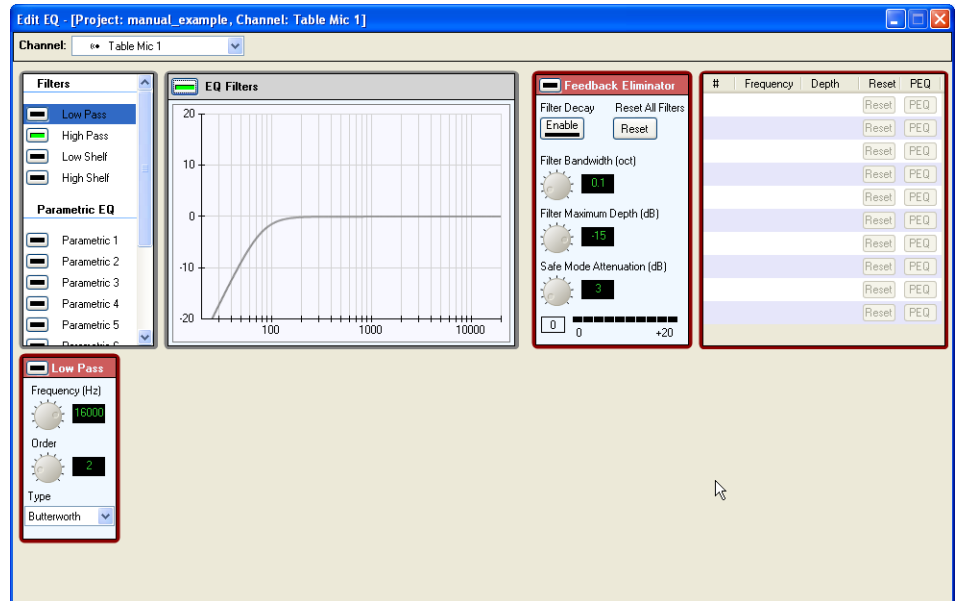 Edit EQ - [Project: manual_example, Channel: Table Mic 1]
Channel: Table Mic 1
Filters
Low Pass
High Pass
Low Shelf
High Shelf
Parametric EQ
Parametric 1
Parametric 2
Parametric 3
Parametric 4
Parametric 5
EQ Filters
20
10
0
-10
-20
100 1000 10000
Feedback Eliminator
Filter Decay Reset All Filters
Enable Reset
Filter Bandwidth (oct)
0.1
Filter Maximum Depth (dB)
-15
Safe Mode Attenuation (dB)
3
0 0 +20
# Frequency Depth Reset PEQ
Reset PEQ
Reset PEQ
Reset PEQ
Reset PEQ
Reset PEQ
Reset PEQ
Reset PEQ
Reset PEQ
Reset PEQ
Reset PEQ
Low Pass
Frequency (Hz)
16000
Order
2
Type
Butterworth